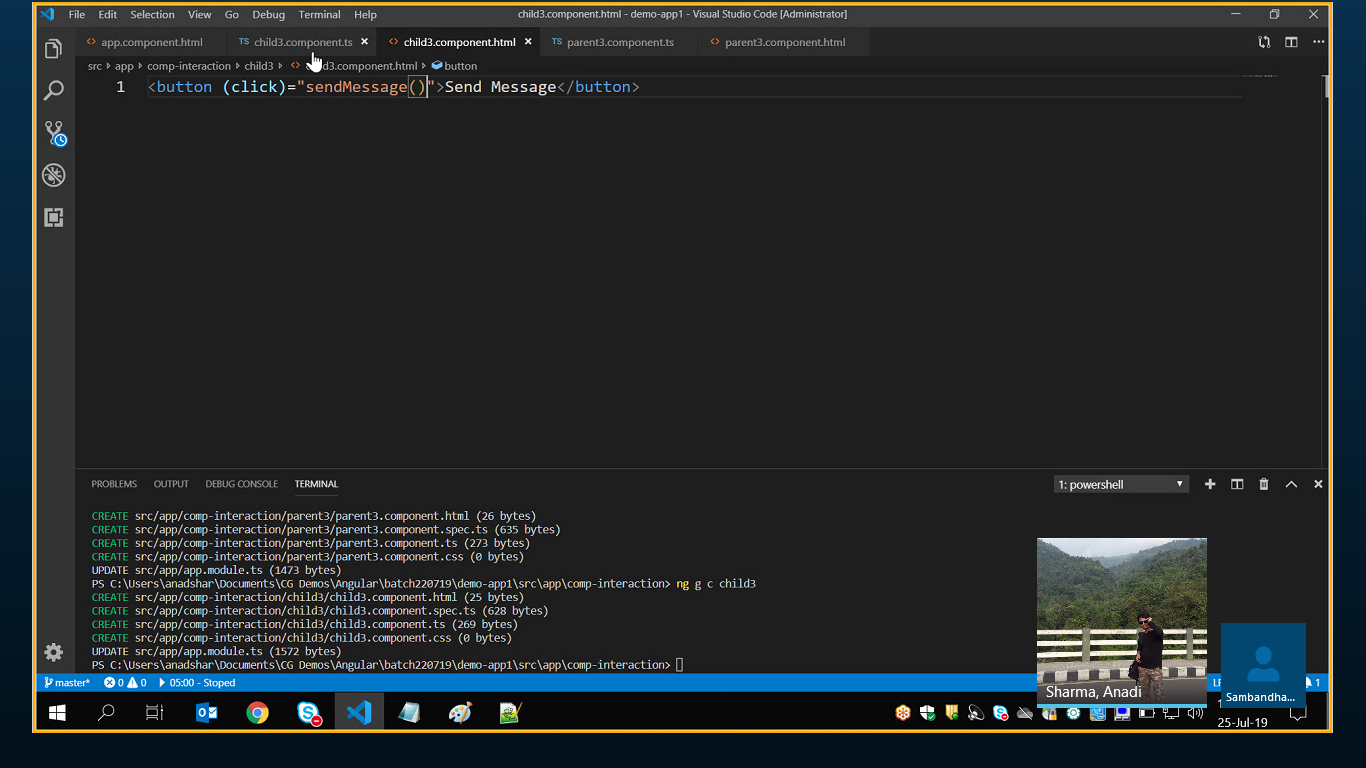 File Edit Selection View Go Debug Terminal Help
child3.component.html - demo-app1 - Visual Studio Code [Administrator]
<> app.component.html
TS child3.component.ts ×
<> child3.component.html ×
TS parent3.component.ts
<> parent3.component.html
src › app › comp-interaction › child3 › <> d3.component.html › button
1 <button (click)="sendMessage()">Send Message</button>
PROBLEMS OUTPUT DEBUG CONSOLE TERMINAL
1: powershell
CREATE src/app/comp-interaction/parent3/parent3.component.html (26 bytes)
CREATE src/app/comp-interaction/parent3/parent3.component.spec.ts (635 bytes)
CREATE src/app/comp-interaction/parent3/parent3.component.ts (273 bytes)
CREATE src/app/comp-interaction/parent3/parent3.component.css (0 bytes)
UPDATE src/app/app.module.ts (1473 bytes)
PS C:\Users\anadshar\Documents\CG Demos\Angular\batch220719\demo-app1\src\app\comp-interaction> ng g c child3
CREATE src/app/comp-interaction/child3/child3.component.html (25 bytes)
CREATE src/app/comp-interaction/child3/child3.component.spec.ts (628 bytes)
CREATE src/app/comp-interaction/child3/child3.component.ts (269 bytes)
CREATE src/app/comp-interaction/child3/child3.component.css (0 bytes)
UPDATE src/app/app.module.ts (1572 bytes)
PS C:\Users\anadshar\Documents\CG Demos\Angular\batch220719\demo-app1\src\app\comp-interaction>
Sharma, Anadi
Sambandha...
master* 0 0 05:00 - Stoped
1
25-Jul-19